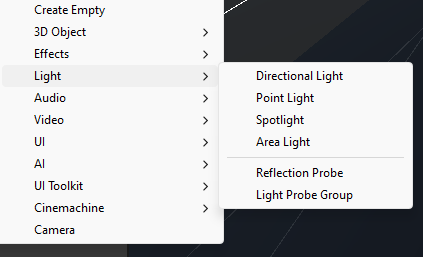 Create Empty
3D Object
Effects
Light
Audio
Video
UI
AI
UI Toolkit
Cinemachine
Camera
Directional Light
Point Light
Spotlight
Area Light
Reflection Probe
Light Probe Group